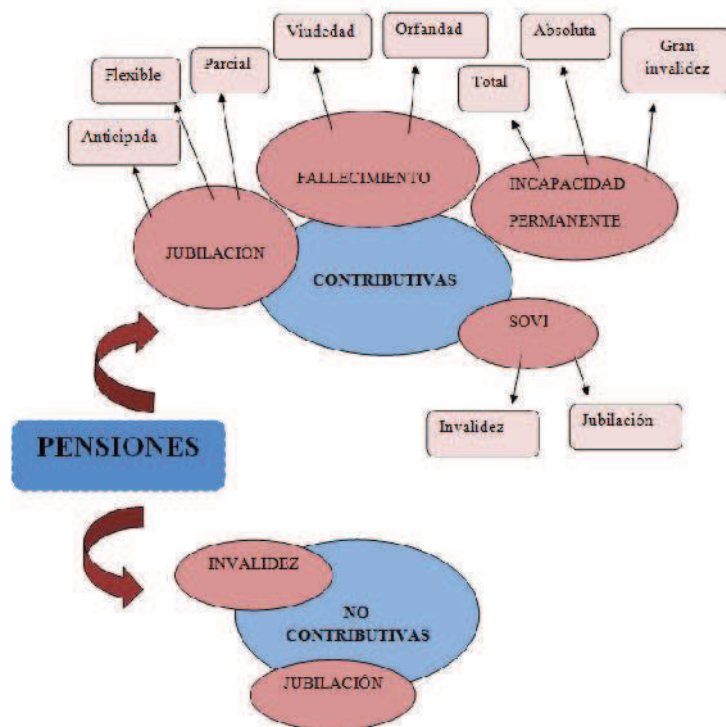 Viudedad
Orfandad
Absoluta
Gran
invalidez
Flexible
Parcial
Total
Anticipada
FALLECIMIENTO
INCAPACIDAD
PERMANENTE
JUBILACIÓN
CONTRIBUTIVAS
SOVI
Invalidez
Jubilación
PENSIONES
INVALIDEZ
NO
CONTRIBUTIVAS
JUBILACIÓN